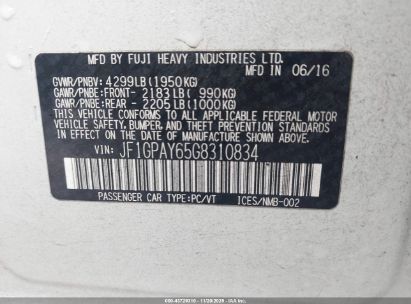 MFD. BY FUJI HEAVY INDUSTRIES LTD.
MFD IN 06/16
GVWR/PNBV: 4299LB(1950KG)
GAWR/PNBE:FRONT- 2183LB( 990KG)
GAWR/PNBE:REAR - 2205LB(1000KG)
THIS VEHICLE CONFORMS TO ALL APPLICABLE FEDERAL MOTOR
VEHICLE SAFETY, BUMPER, AND THEFT PREVENTION STANDARDS
IN EFFECT ON THE DATE OF MANUFACTURE SHOWN ABOVE.
VIN: JF1GPAY65G8310834
PASSENGER CAR TYPE:PC/VT ICES/NMB-002